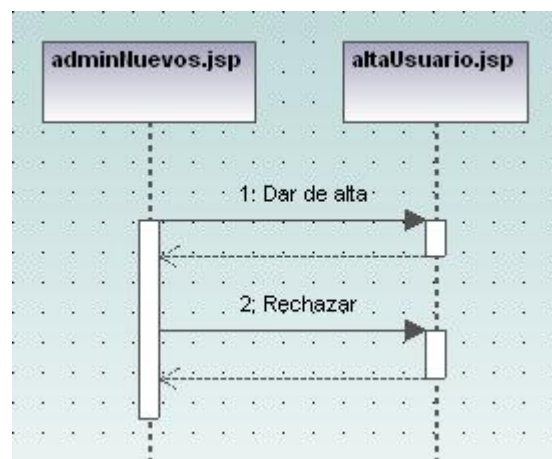 adminNuevos.jsp
altaUsuario.jsp
1: Dar de alta
2: Rechazar